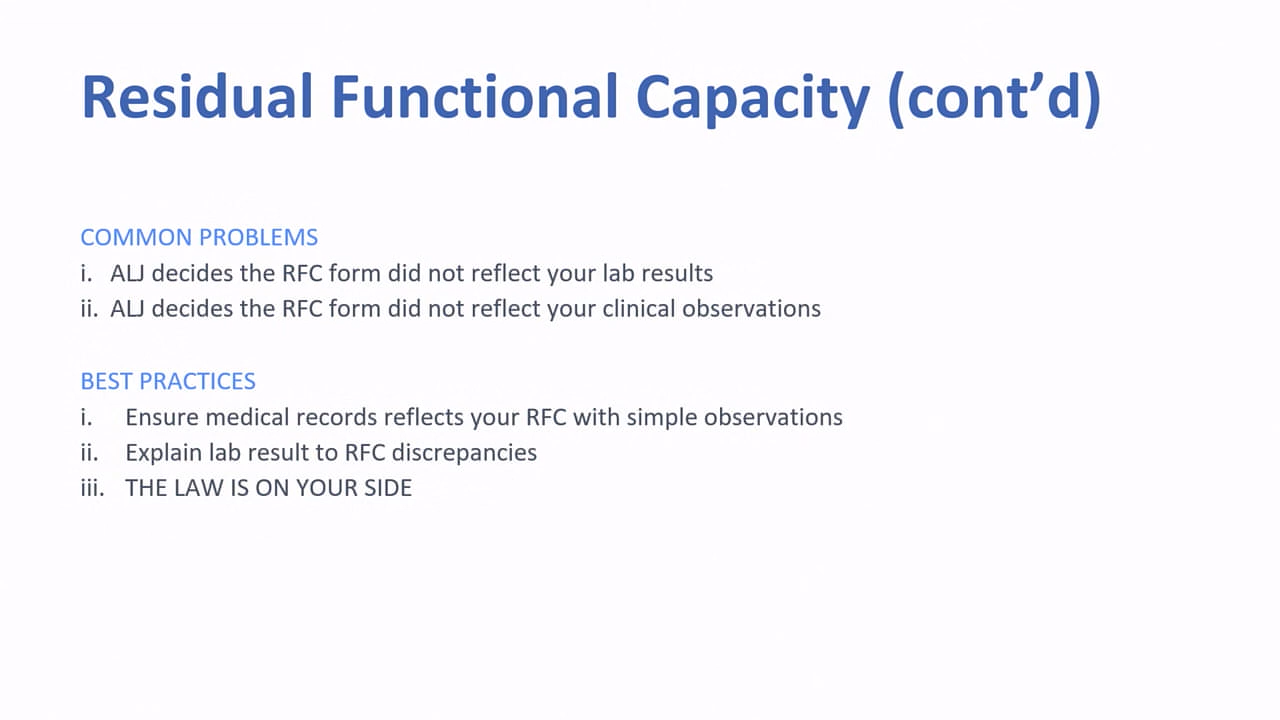 Residual Functional Capacity (cont’d)
COMMON PROBLEMS
i. ALJ decides the RFC form did not reflect your lab results
ii. ALJ decides the RFC form did not reflect your clinical observations
BEST PRACTICES
i. Ensure medical records reflects your RFC with simple observations
ii. Explain lab result to RFC discrepancies
iii. THE LAW IS ON YOUR SIDE